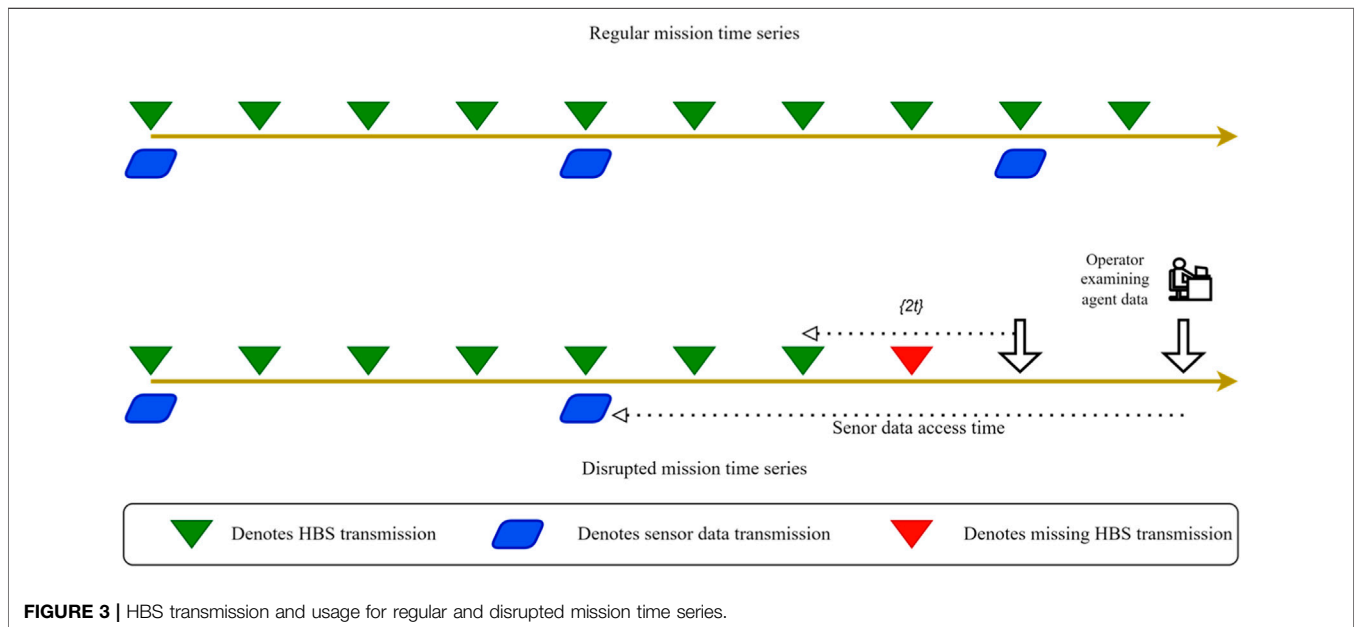 Regular mission time series
Operator
examining
agent data
{2t}
Senor data access time
Disrupted mission time series
Denotes HBS transmission
Denotes sensor data transmission
Denotes missing HBS transmission
FIGURE 3 | HBS transmission and usage for regular and disrupted mission time series.